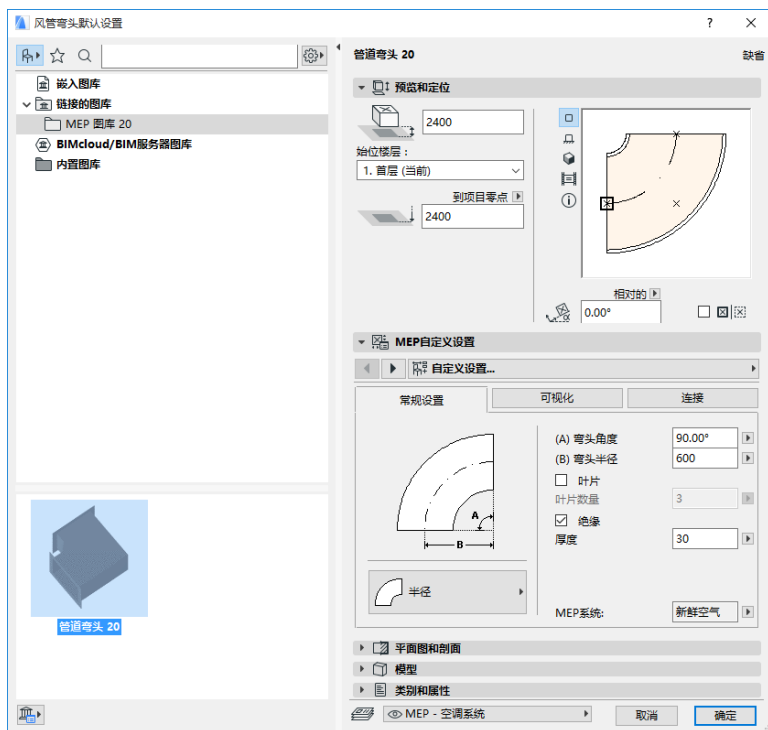 风管弯头默认设置
嵌入图库
链接的图库
MEP 图库 20
BIMcloud/BIM服务器图库
内置图库
管道弯头 20
管道弯头 20
缺省
预览和定位
2400
始位楼层：
1. 首层 (当前)
到项目零点
2400
相对的
α
0.00°
MEP自定义设置
自定义设置...
常规设置
可视化
连接
A
B
(A) 弯头角度
90.00°
(B) 弯头半径
600
叶片
叶片数量
3
绝缘
厚度
30
半径
MEP系统:
新鲜空气
平面图和剖面
模型
类别和属性
MEP - 空调系统
取消
确定